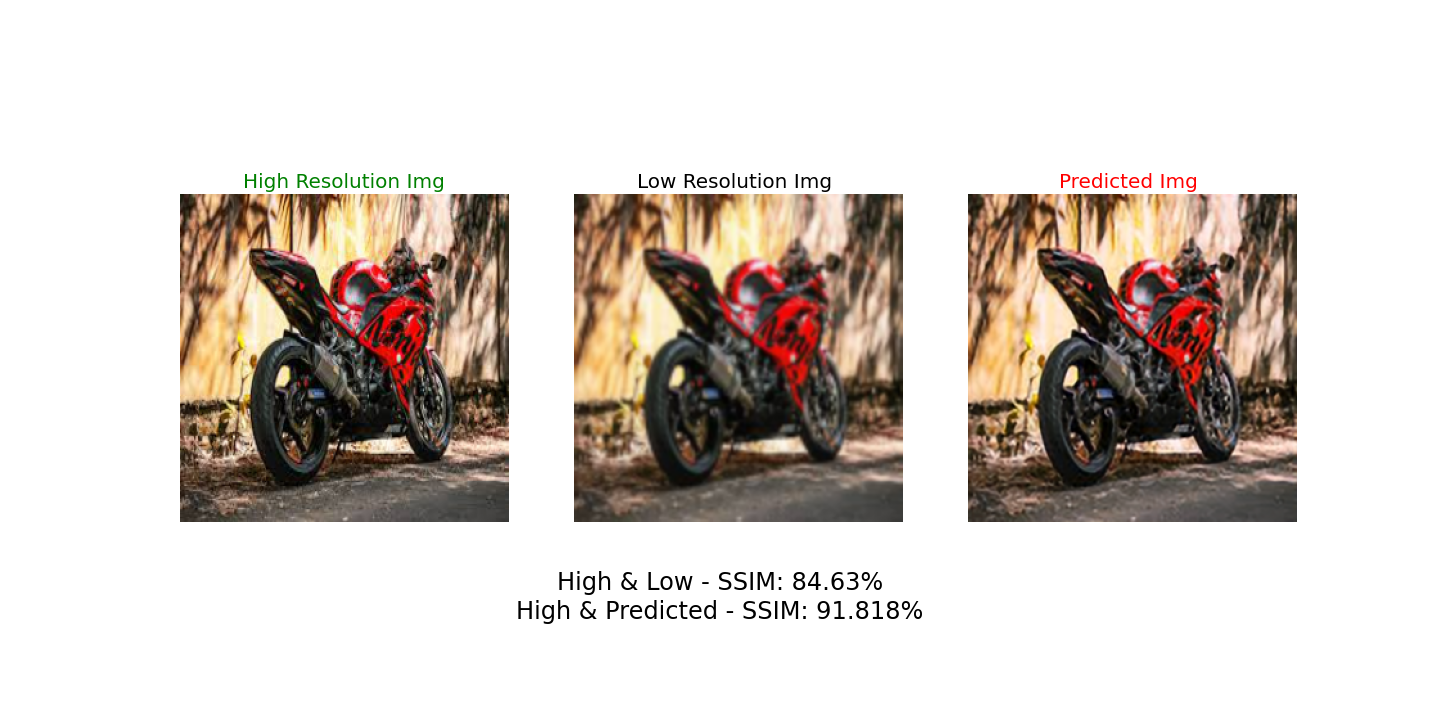 High Resolution Img
Low Resolution Img
Predicted Img
High & Low - SSIM: 84.63%
High & Predicted - SSIM: 91.818%